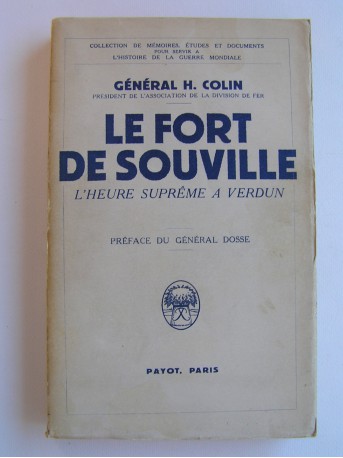 COLLECTION DE MÉMOIRES, ÉTUDES ET DOCUMENTS
POUR SERVIR A
L'HISTOIRE DE LA GUERRE MONDIALE
GÉNÉRAL H. COLIN
PRÉSIDENT DE L'ASSOCIATION DE LA DIVISION DE FER
LE FORT
DE SOUVILLE
L'HEURE SUPRÊME A VERDUN
PRÉFACE DU GÉNÉRAL DOSSE
PAYOT, PARIS